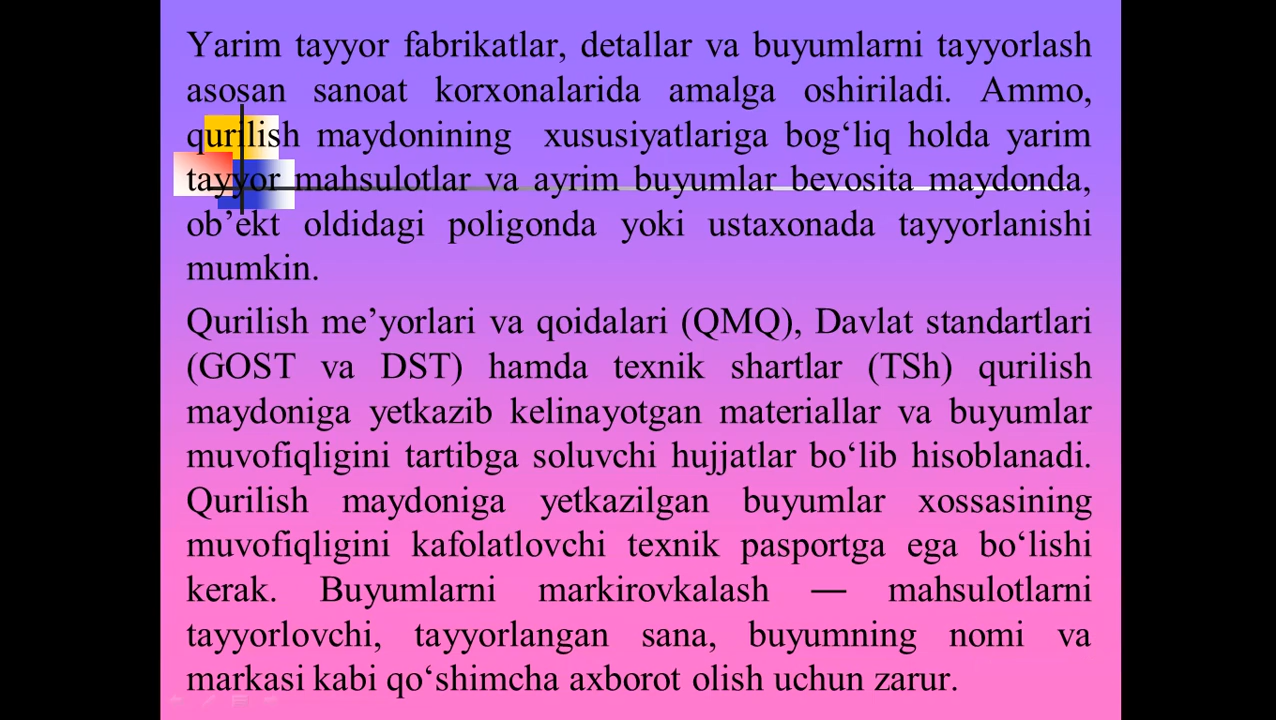 Yarim tayyor fabrikatlar, detallar va buyumlarni tayyorlash
asosan sanoat korxonalarida amalga oshiriladi. Ammo,
qurilish maydonining xususiyatlariga bog‘liq holda yarim
tayyor mahsulotlar va ayrim buyumlar bevosita maydonda,
ob’ekt oldidagi poligonda yoki ustaxonada tayyorlanishi
mumkin.
Qurilish me’yorlari va qoidalari (QMQ), Davlat standartlari
(GOST va DST) hamda texnik shartlar (TSh) qurilish
maydoniga yetkazib kelinayotgan materiallar va buyumlar
muvofiqligini tartibga soluvchi hujjatlar bo‘lib hisoblanadi.
Qurilish maydoniga yetkazilgan buyumlar xossasining
muvofiqligini kafolatlovchi texnik pasportga ega bo‘lishi
kerak. Buyumlarni markirovkalash — mahsulotlarni
tayyorlovchi, tayyorlangan sana, buyumning nomi va
markasi kabi qo‘shimcha axborot olish uchun zarur.